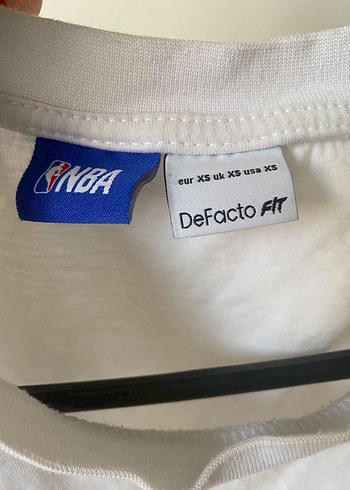 NBA
eur XS uk XS usa XS
DeFacto FIT